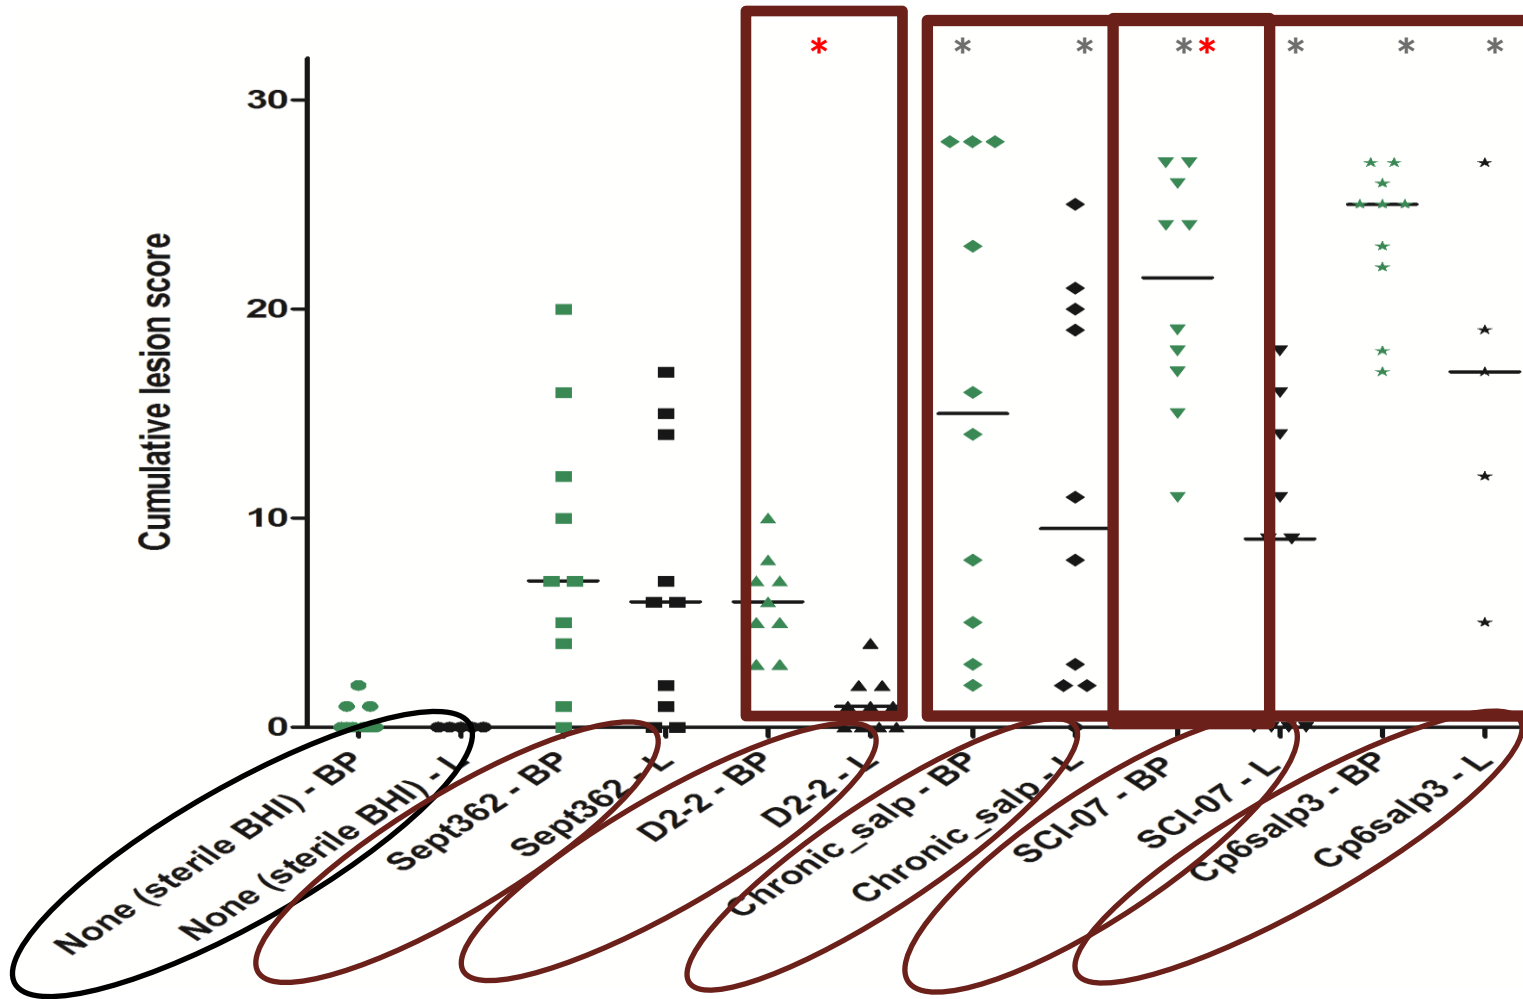 * * * * * * * *
30
20
10
0
Cumulative lesion score
None (sterile BHI) - BP
None (sterile BHI) - L
Sept362 - BP
Sept362 - L
D2-2 - BP
D2-2 - L
Chronic_salp - BP
Chronic_salp - L
SCI-07 - BP
SCI-07 - L
Cp6salp3 - BP
Cp6salp3 - L